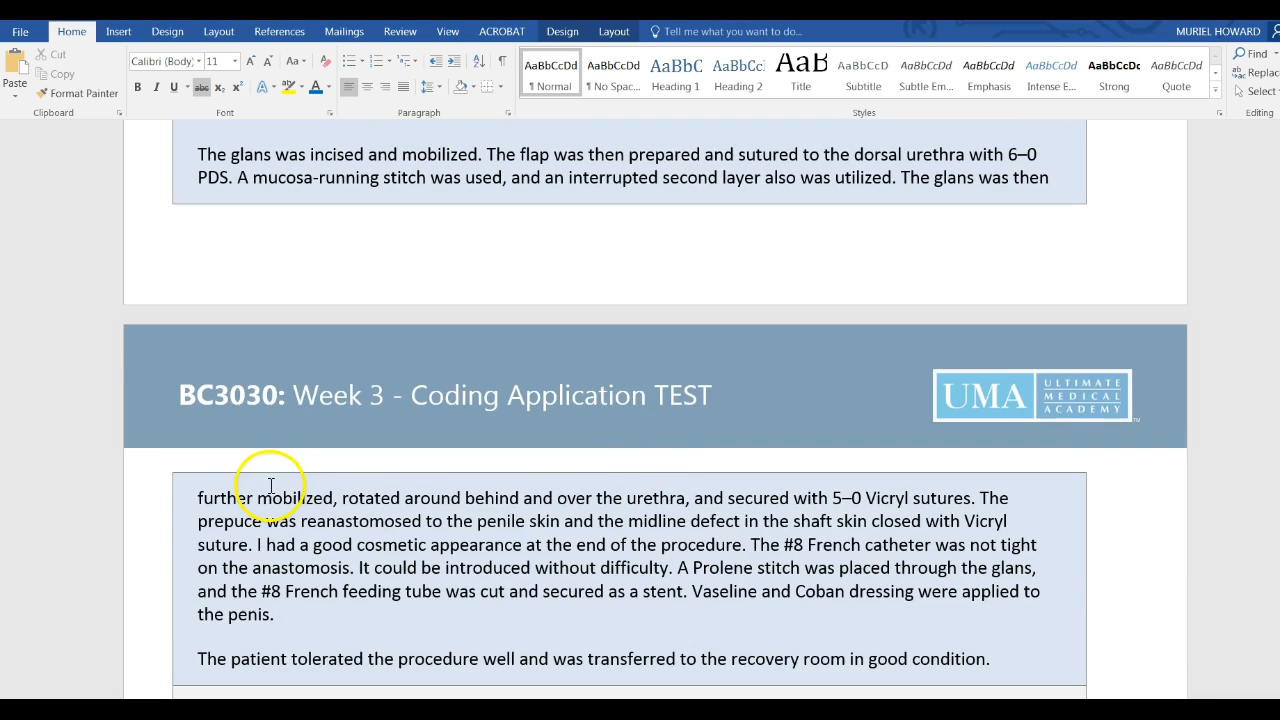 File Home Insert Design Layout References Mailings Review View ACROBAT Design Layout Tell me what you want to do... MURIEL HOWARD
Paste Cut Copy Format Painter Clipboard
Calibri (Body) 11 Aa
B I U abc x₂ x² A A Font
Paragraph
AaBbCcDd AaBbCcDd AaBbC AaBbCc AaB AaBbCcD AaBbCcDd AaBbCcDd AaBbCcDd AaBbCcDc AaBbCcDd
¶ Normal ¶ No Spac... Heading 1 Heading 2 Title Subtitle Subtle Em... Emphasis Intense E... Strong Quote
Styles
Find
Replac
Select
Editing
The glans was incised and mobilized. The flap was then prepared and sutured to the dorsal urethra with 6–0
PDS. A mucosa-running stitch was used, and an interrupted second layer also was utilized. The glans was then
BC3030: Week 3 - Coding Application TEST
UMA ULTIMATE
MEDICAL
ACADEMY
TM
further mobilized, rotated around behind and over the urethra, and secured with 5–0 Vicryl sutures. The
prepuce was reanastomosed to the penile skin and the midline defect in the shaft skin closed with Vicryl
suture. I had a good cosmetic appearance at the end of the procedure. The #8 French catheter was not tight
on the anastomosis. It could be introduced without difficulty. A Prolene stitch was placed through the glans,
and the #8 French feeding tube was cut and secured as a stent. Vaseline and Coban dressing were applied to
the penis.
The patient tolerated the procedure well and was transferred to the recovery room in good condition.